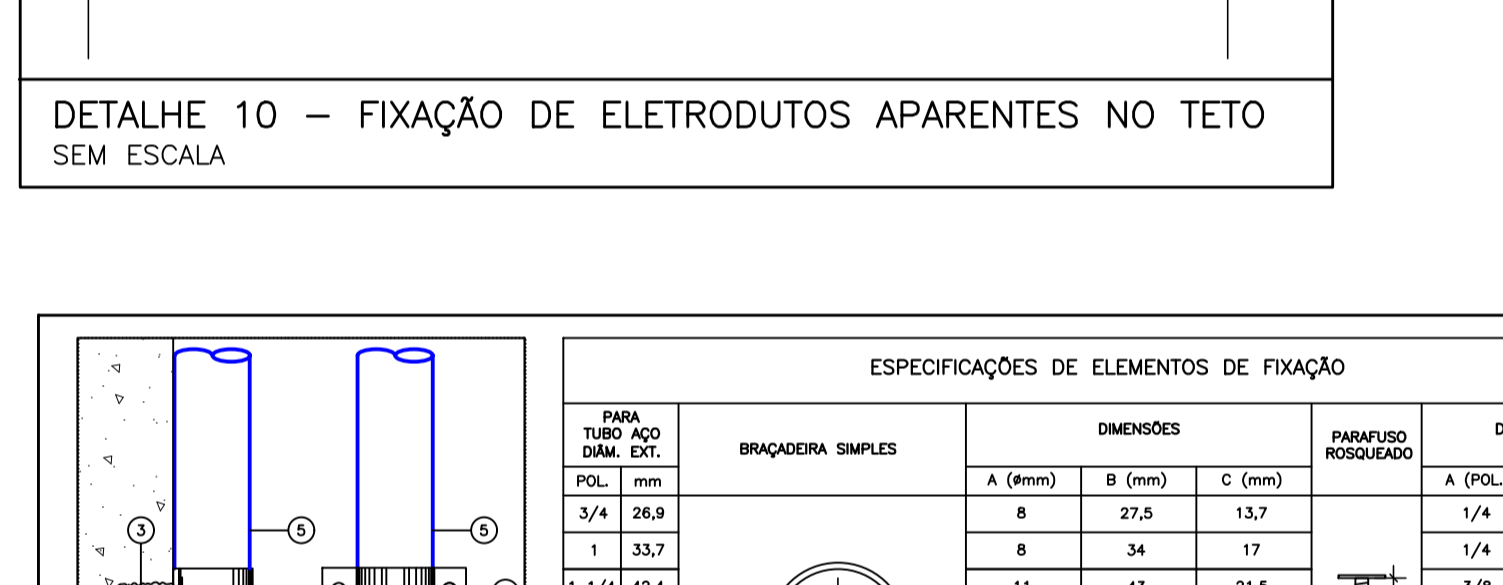 DETALHE 10 – FIXAÇÃO DE ELETRODUTOS APARENTES NO TETO
SEM ESCALA
3
5
5
ESPECIFICAÇÕES DE ELEMENTOS DE FIXAÇÃO
PARA
TUBO AÇO
DIÂM. EXT.
BRAÇADEIRA SIMPLES
DIMENSÕES
PARAFUSO
ROSQUEADO
D
POL. mm A (ømm) B (mm) C (mm) A (POL.
3/4 26,9 8 27,5 13,7 1/4
1 33,7 8 34 17 1/4